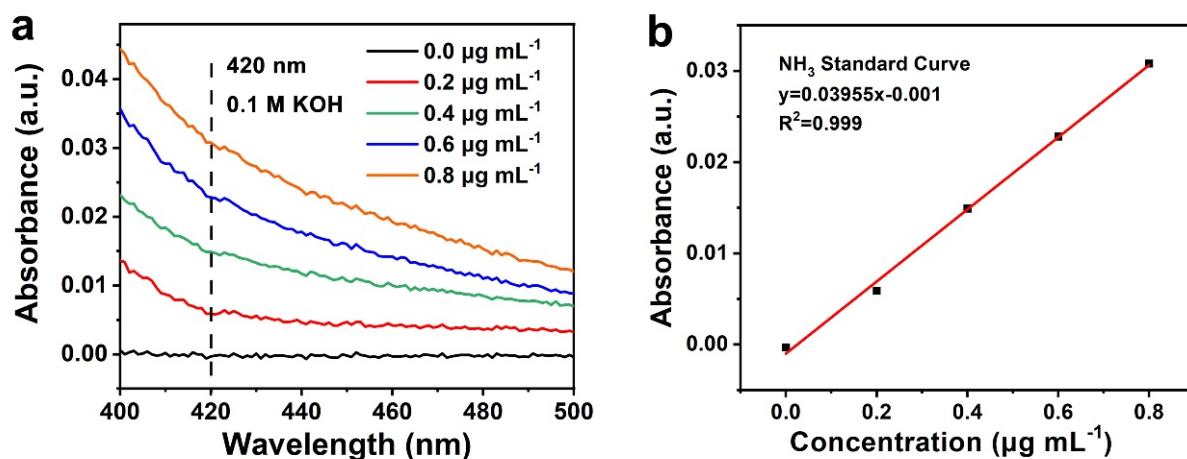 a
420 nm
0.1 M KOH
0.0 µg mL⁻¹
0.2 µg mL⁻¹
0.4 µg mL⁻¹
0.6 µg mL⁻¹
0.8 µg mL⁻¹
Absorbance (a.u.)
0.04
0.03
0.02
0.01
0.00
400
420
440
460
480
500
Wavelength (nm)
b
NH₃ Standard Curve
y=0.03955x-0.001
R²=0.999
Absorbance (a.u.)
0.03
0.02
0.01
0.00
0.0
0.2
0.4
0.6
0.8
Concentration (µg mL⁻¹)